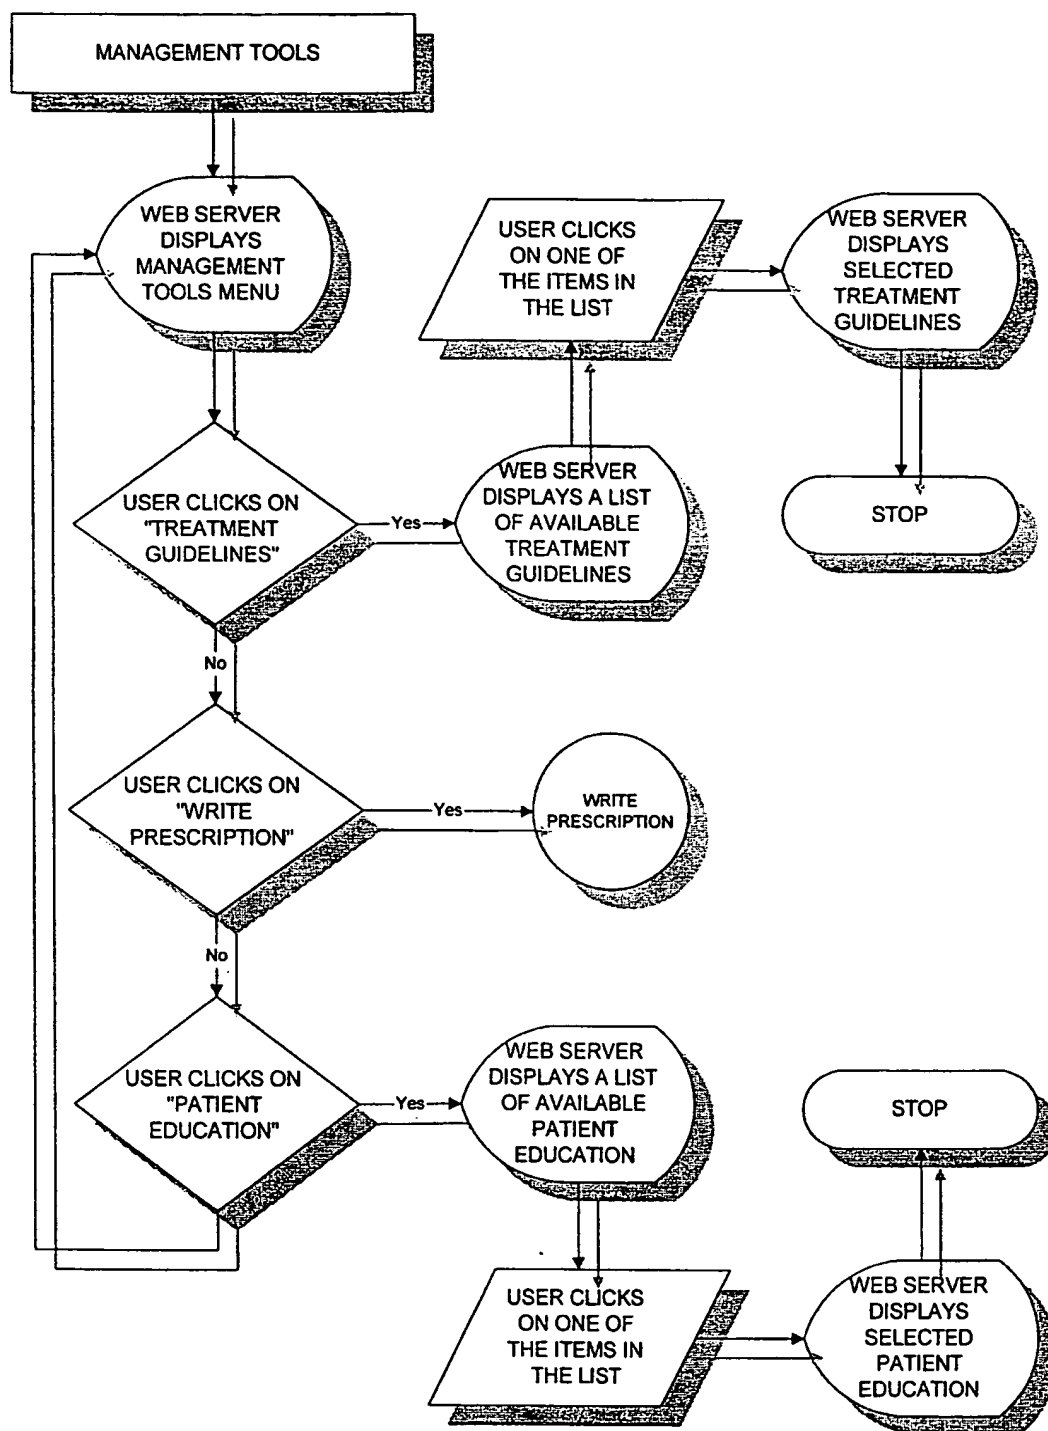 MANAGEMENT TOOLS
WEB SERVER
DISPLAYS
MANAGEMENT
TOOLS MENU
USER CLICKS
ON ONE OF
THE ITEMS IN
THE LIST
WEB SERVER
DISPLAYS
SELECTED
TREATMENT
GUIDELINES
USER CLICKS ON
"TREATMENT
GUIDELINES"
Yes
WEB SERVER
DISPLAYS A LIST
OF AVAILABLE
TREATMENT
GUIDELINES
STOP
No
USER CLICKS ON
"WRITE
PRESCRIPTION"
Yes
WRITE
PRESCRIPTION
No
USER CLICKS ON
"PATIENT
EDUCATION"
Yes
WEB SERVER
DISPLAYS A LIST
OF AVAILABLE
PATIENT
EDUCATION
STOP
USER CLICKS
ON ONE OF
THE ITEMS IN
THE LIST
WEB SERVER
DISPLAYS
SELECTED
PATIENT
EDUCATION